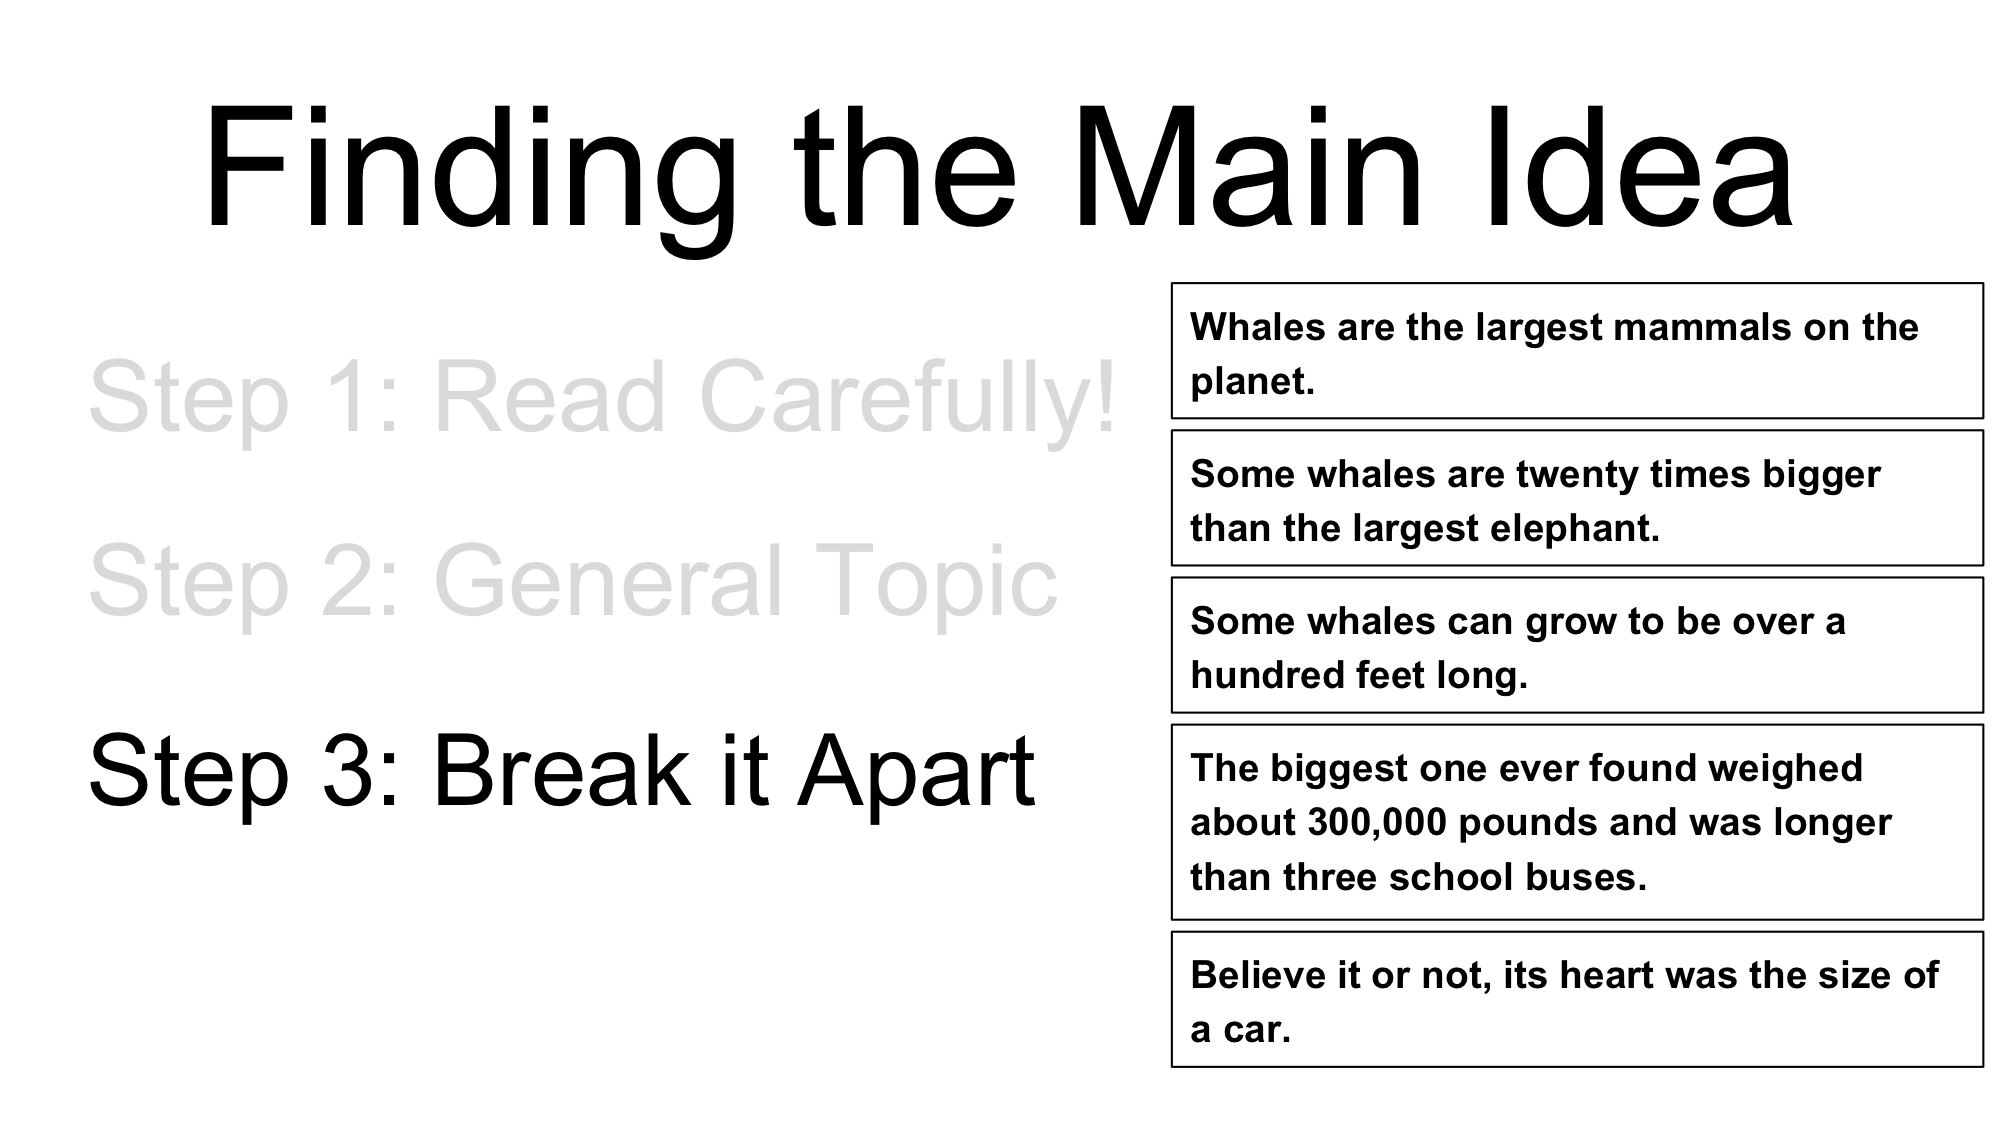 Finding the Main Idea
Step 1: Read Carefully!
Step 2: General Topic
Step 3: Break it Apart
Whales are the largest mammals on the
planet.
Some whales are twenty times bigger
than the largest elephant.
Some whales can grow to be over a
hundred feet long.
The biggest one ever found weighed
about 300,000 pounds and was longer
than three school buses.
Believe it or not, its heart was the size of
a car.